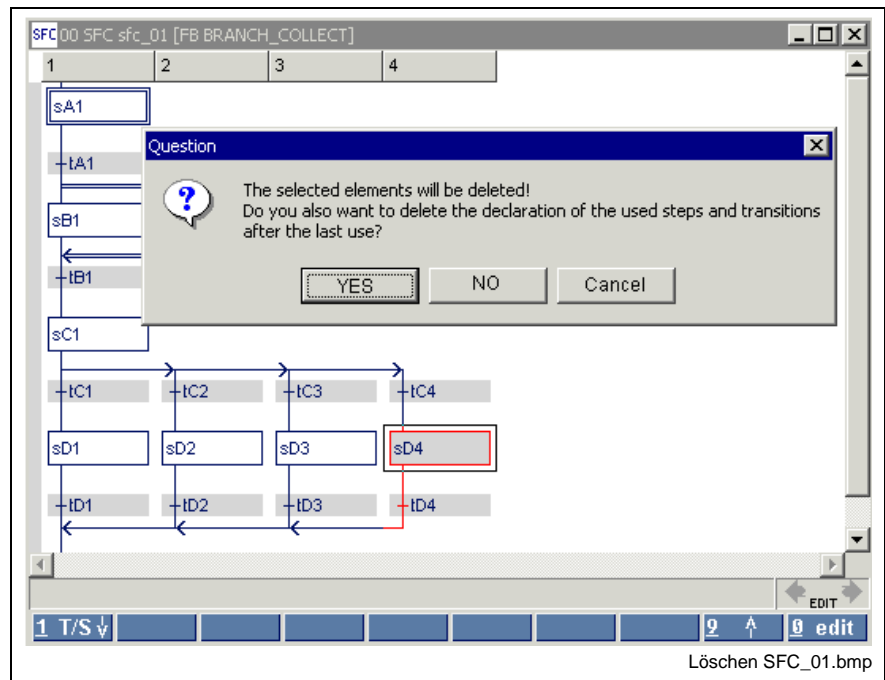 SFC 00 SFC sfc_01 [FB BRANCH_COLLECT]
1 2 3 4
sA1
tA1
Question
The selected elements will be deleted!
Do you also want to delete the declaration of the used steps and transitions
after the last use?
YES NO Cancel
sB1
tB1
sC1
tC1 tC2 tC3 tC4
sD1 sD2 sD3 sD4
tD1 tD2 tD3 tD4
EDIT
1 T/S 9 0 edit
Löschen SFC_01.bmp